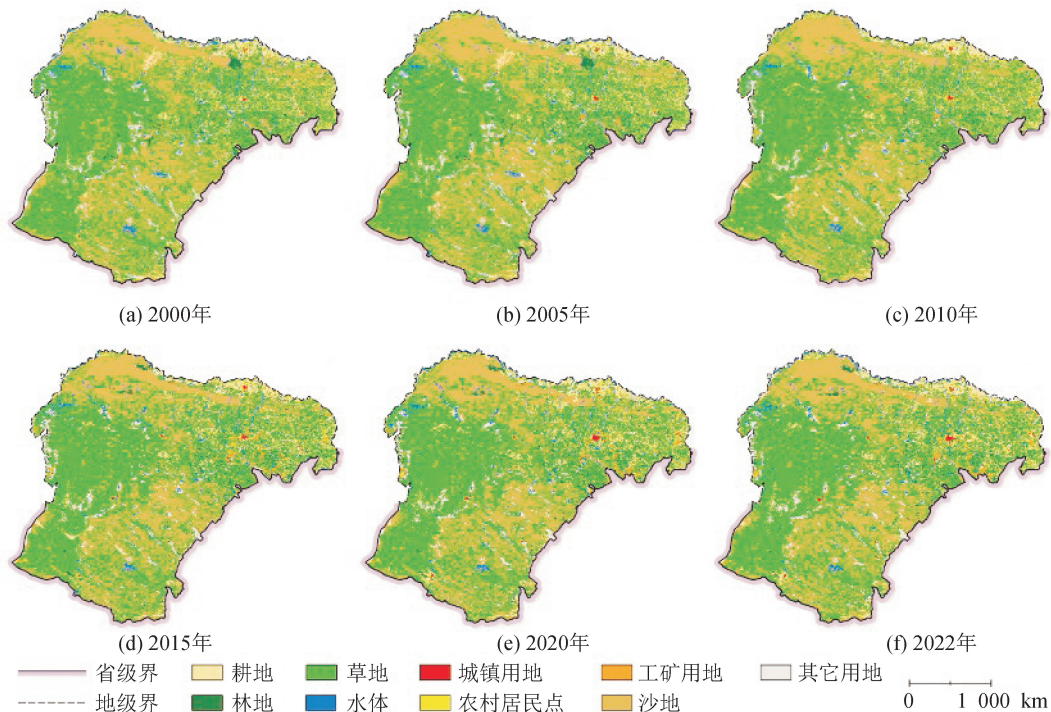 (a) 2000年
(b) 2005年
(c) 2010年
(d) 2015年
(e) 2020年
(f) 2022年
省级界 耕地 草地 城镇用地 工矿用地 其它用地
地级界 林地 水体 农村居民点 沙地
0 1 000 km